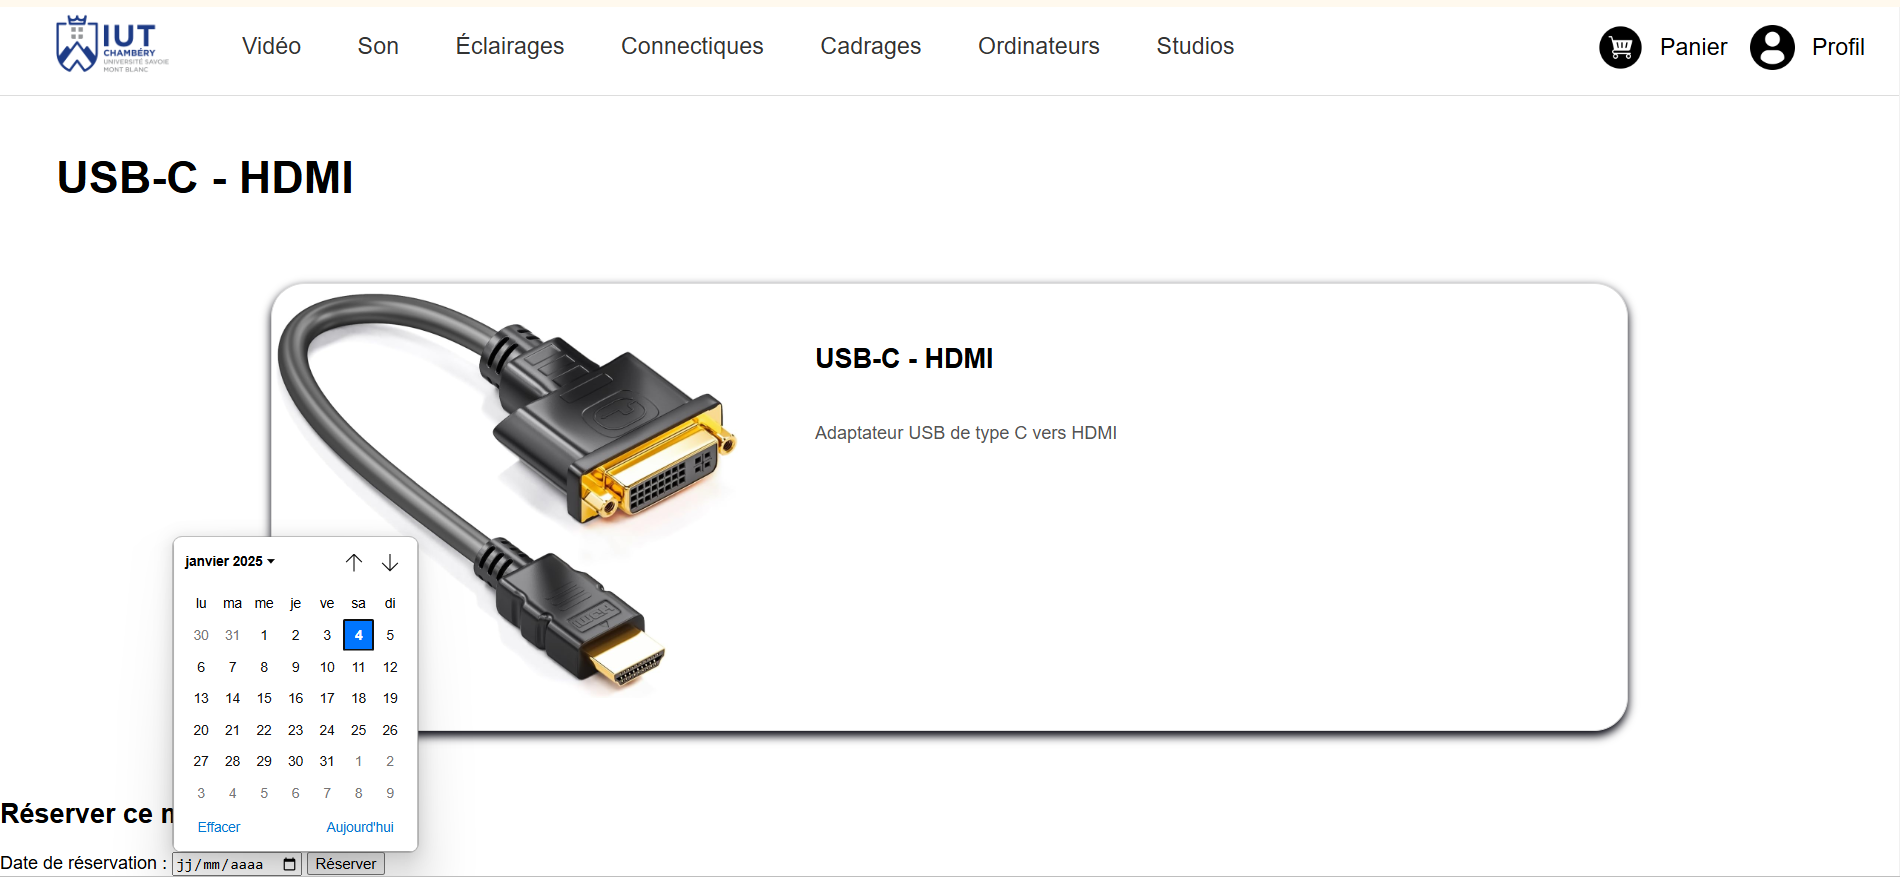 IUT
CHAMBÉRY
UNIVERSITÉ SAVOIE
MONT BLANC
Vidéo Son Éclairages Connectiques Cadrages Ordinateurs Studios Panier Profil
USB-C - HDMI
USB-C - HDMI
Adaptateur USB de type C vers HDMI
HDMI
janvier 2025
lu ma me je ve sa di
30 31 1 2 3 4 5
6 7 8 9 10 11 12
13 14 15 16 17 18 19
20 21 22 23 24 25 26
27 28 29 30 31 1 2
3 4 5 6 7 8 9
Effacer Aujourd'hui
Réserver ce
Date de réservation : jj/mm/aaaa Réserver